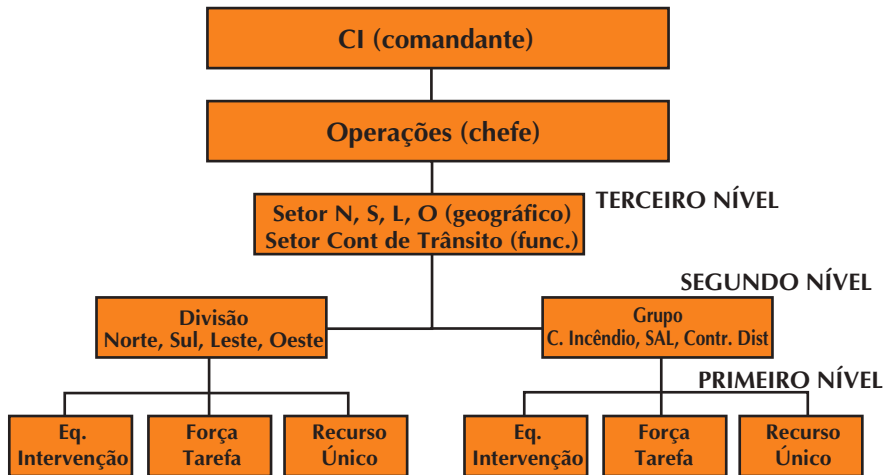 CI (comandante)
Operações (chefe)
TERCEIRO NÍVEL
Setor N, S, L, O (geográfico)
Setor Cont de Trânsito (func.)
SEGUNDO NÍVEL
Divisão
Norte, Sul, Leste, Oeste
Grupo
C. Incêndio, SAL, Contr. Dist
PRIMEIRO NÍVEL
Eq.
Intervenção
Força
Tarefa
Recurso
Único
Eq.
Intervenção
Força
Tarefa
Recurso
Único